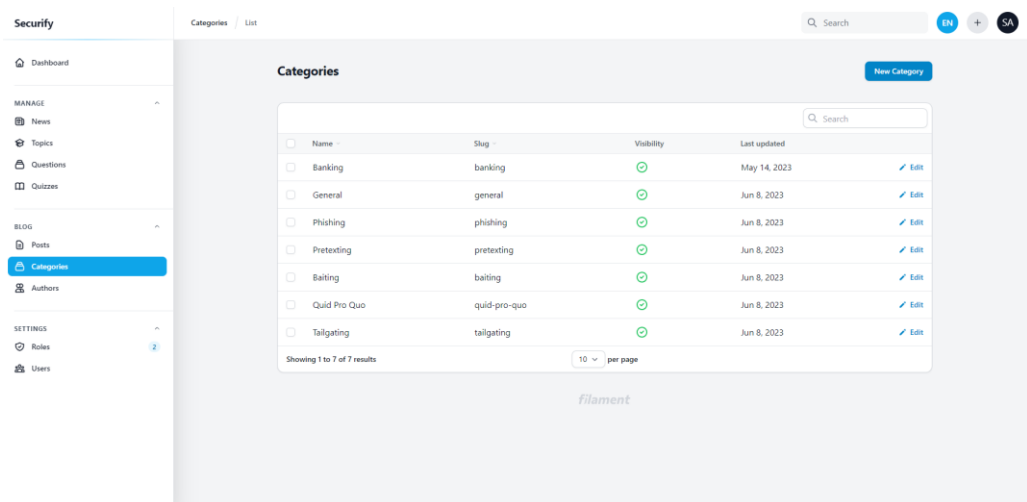 Securify
Categories / List
Search
EN
+
SA
Dashboard
MANAGE
News
Topics
Questions
Quizzes
BLOG
Posts
Categories
Authors
SETTINGS
Roles 2
Users
Categories
New Category
Search
Name Slug Visibility Last updated
Banking banking May 14, 2023 Edit
General general Jun 8, 2023 Edit
Phishing phishing Jun 8, 2023 Edit
Pretexting pretexting Jun 8, 2023 Edit
Baiting baiting Jun 8, 2023 Edit
Quid Pro Quo quid-pro-quo Jun 8, 2023 Edit
Tailgating tailgating Jun 8, 2023 Edit
Showing 1 to 7 of 7 results 10 per page
filament